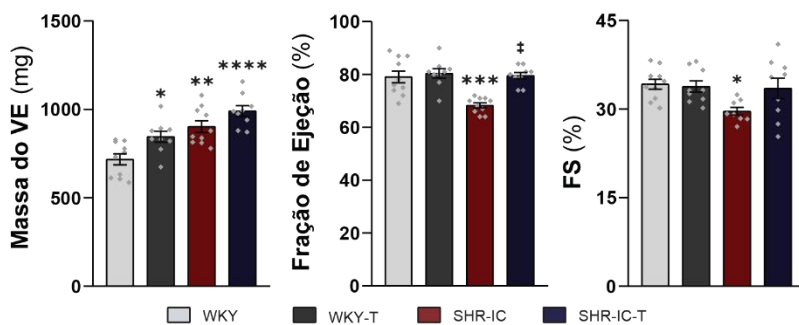 Massa do VE (mg)
1500
1000
500
0
*
**
****
Fração de Ejeção (%)
100
80
60
40
20
0
***
‡
FS (%)
45
30
15
0
*
WKY
WKY-T
SHR-IC
SHR-IC-T